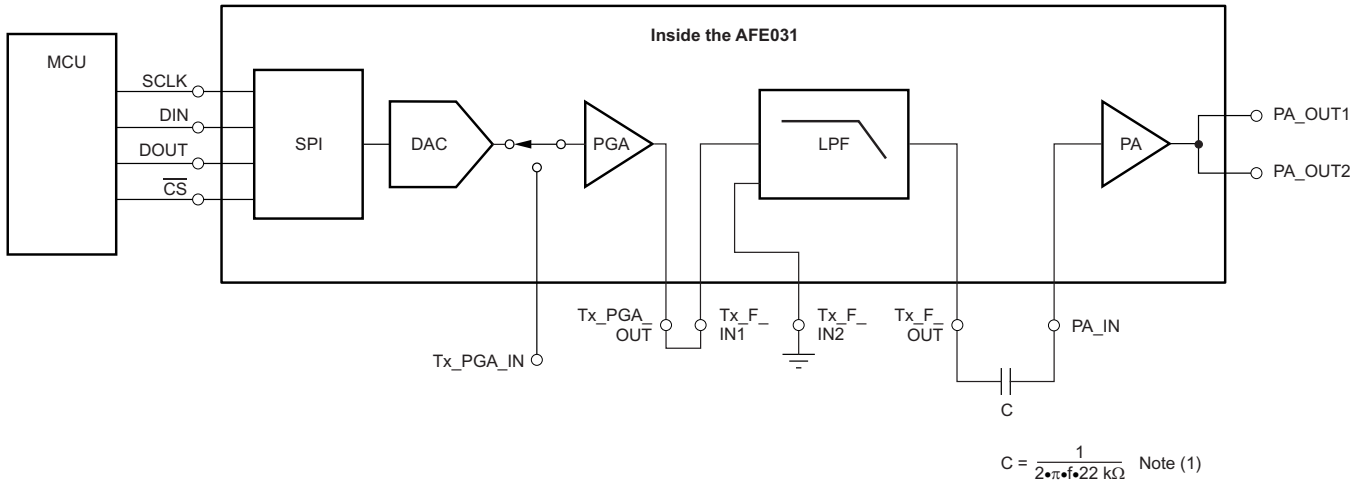 Inside the AFE031
MCU
SCLK
DIN
DOUT
CS
SPI
DAC
PGA
LPF
PA
PA_OUT1
PA_OUT2
Tx_PGA_IN
Tx_PGA_
OUT
Tx_F_
IN1
Tx_F_
IN2
Tx_F_
OUT
PA_IN
C
C = 1 / 2•π•f•22 kΩ Note (1)